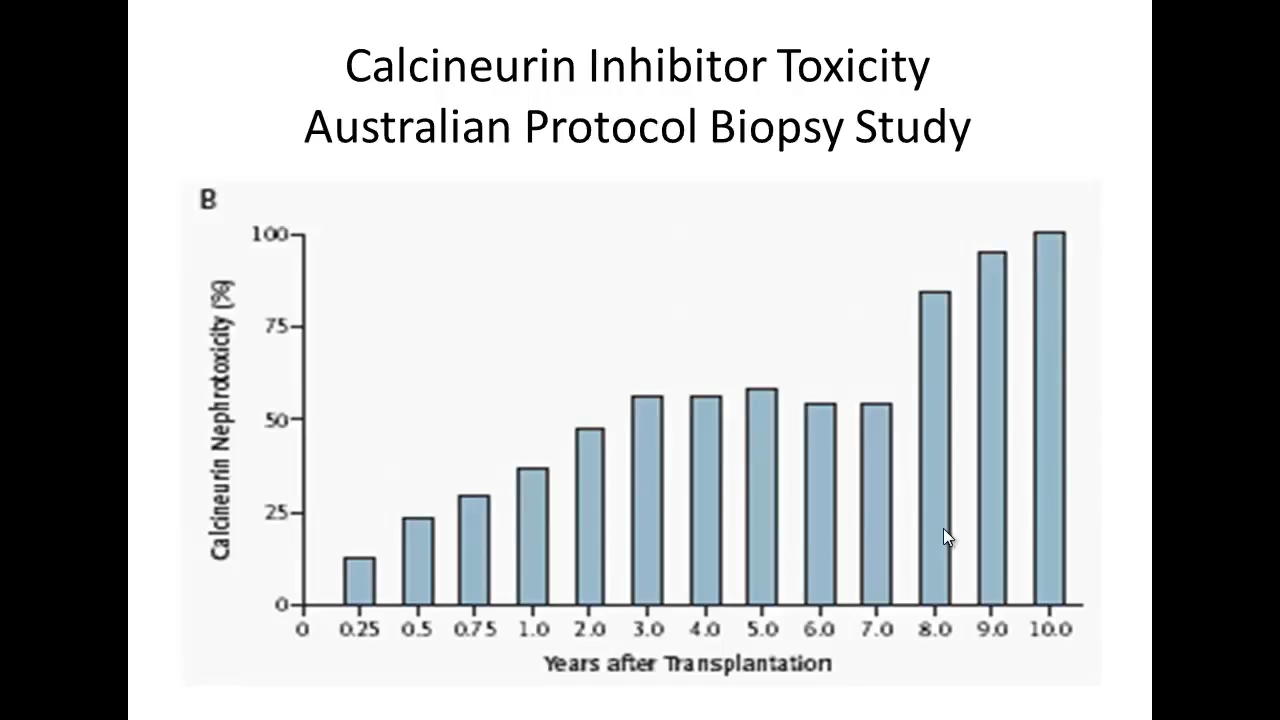 Calcineurin Inhibitor Toxicity
Australian Protocol Biopsy Study
B
Calcineurin Nephrotoxicity (%)
100
75
50
25
0
0 0.25 0.5 0.75 1.0 2.0 3.0 4.0 5.0 6.0 7.0 8.0 9.0 10.0
Years after Transplantation